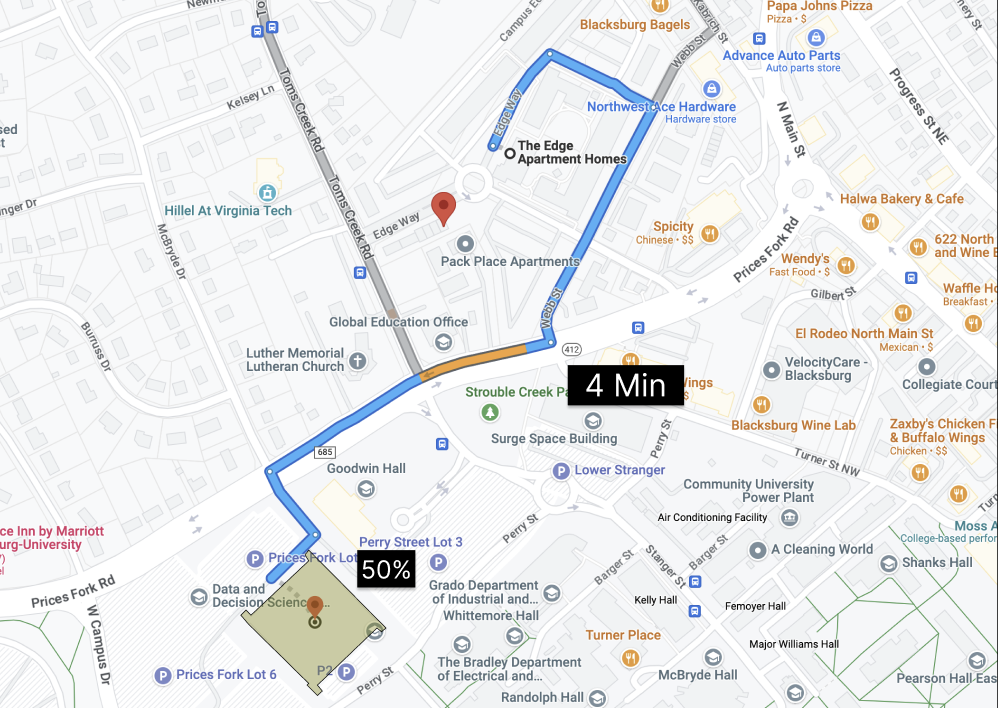 Papa Johns Pizza
Pizza • $
Blacksburg Bagels
Webb St
Advance Auto Parts
Auto parts store
Toms Creek Rd
Kelsey Ln
Edge Way
Northwest Ace Hardware
Hardware store
N Main St
Progress St NE
The Edge
Apartment Homes
Hillel At Virginia Tech
McBryde Dr
Toms Creek Rd
Edge Way
Halwa Bakery & Cafe
Spicity
Chinese • $$
Prices Fork Rd
622 North
and Wine
Pack Place Apartments
Wendy's
Fast Food • $
Gilbert St
Webb St
Waffle
Breakfast •
Global Education Office
El Rodeo North Main St
Mexican • $
Burruss Dr
Luther Memorial
Lutheran Church
412
VelocityCare -
Blacksburg
Strouble Creek
4 Min
Wings
$
Collegiate Court
Blacksburg Wine Lab
Zaxby's Chicken
& Buffalo Wings
Chicken • $$
Surge Space Building
Perry St
Turner St NW
685
Goodwin Hall
Lower Stranger
Community University
Power Plant
Air Conditioning Facility
Perry St
Inn by Marriott
University
Prices Fork Lot
Perry Street Lot 3
50%
Stanger St
Barger St
A Cleaning World
Moss
College-based
Shanks Hall
Prices Fork Rd
Data and
Decision
Grado Department
of Industrial and...
Barger St
Whittemore Hall
Kelly Hall
Femoyer Hall
Turner Place
Major Williams Hall
W Campus Dr
Prices Fork Lot 6
P2
Perry St
The Bradley Department
of Electrical and...
McBryde Hall
Pearson Hall
Randolph Hall